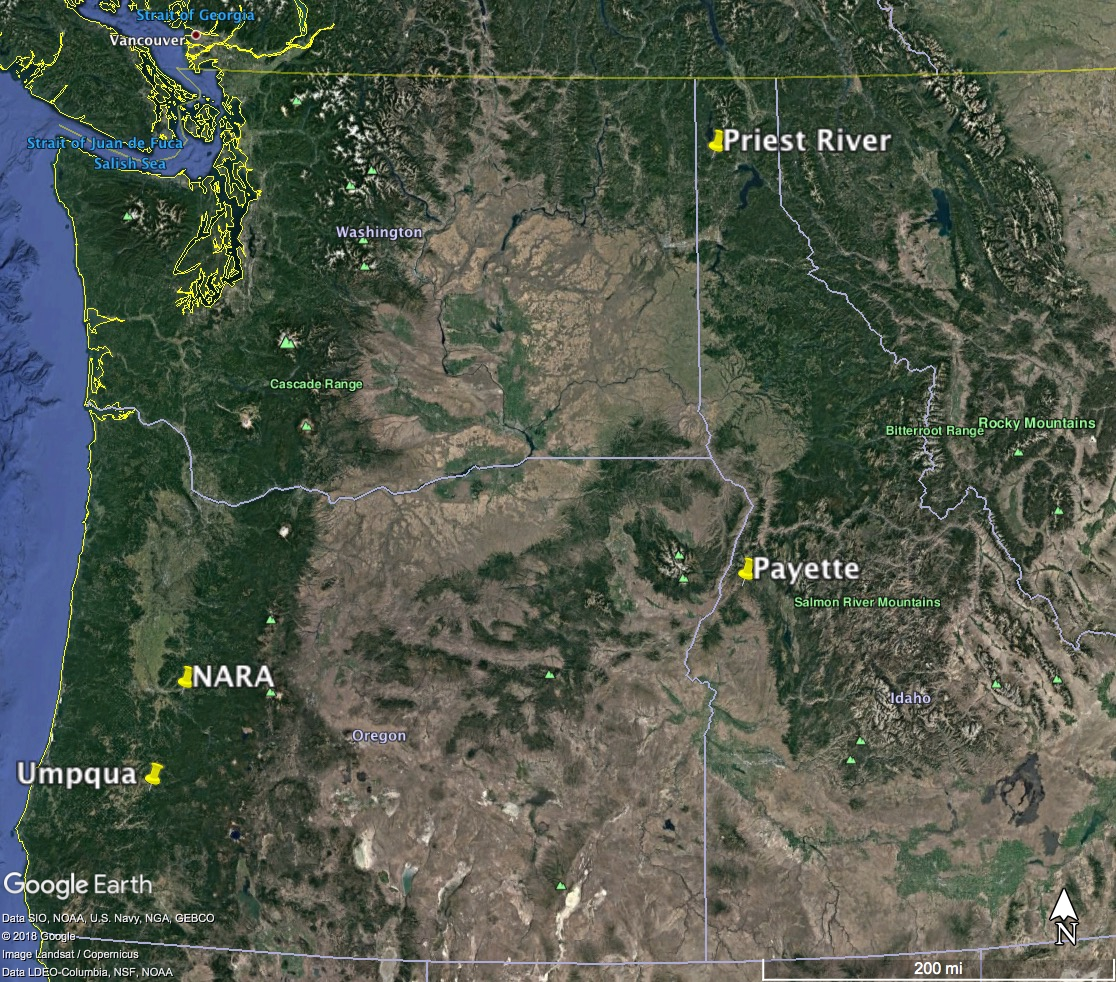 Strait of Georgia
Vancouver
Strait of Juan de Fuca
Salish Sea
Priest River
Washington
Cascade Range
Bitterroot Range
Rocky Mountains
Payette
Salmon River Mountains
NARA
Idaho
Oregon
Umpqua
Google Earth
Data SIO, NOAA, U.S. Navy, NGA, GEBCO
© 2018 Google
Image Landsat / Copernicus
Data LDEO-Columbia, NSF, NOAA
N
200 mi